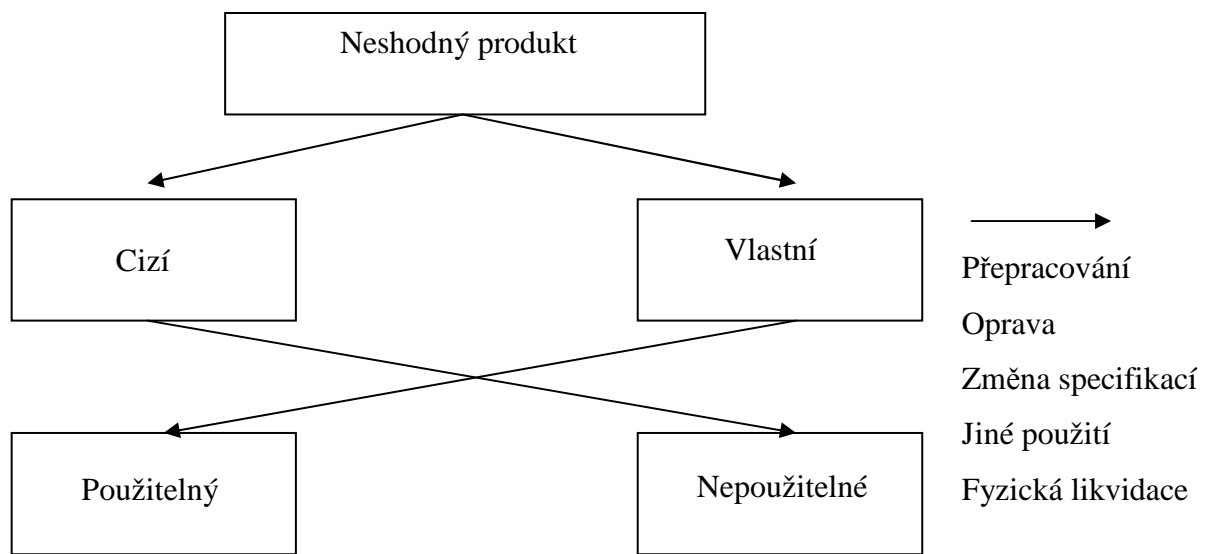 Neshodný produkt
Cizí
Vlastní
Přepracování
Oprava
Změna specifikací
Jiné použití
Fyzická likvidace
Použitelný
Nepoužitelné